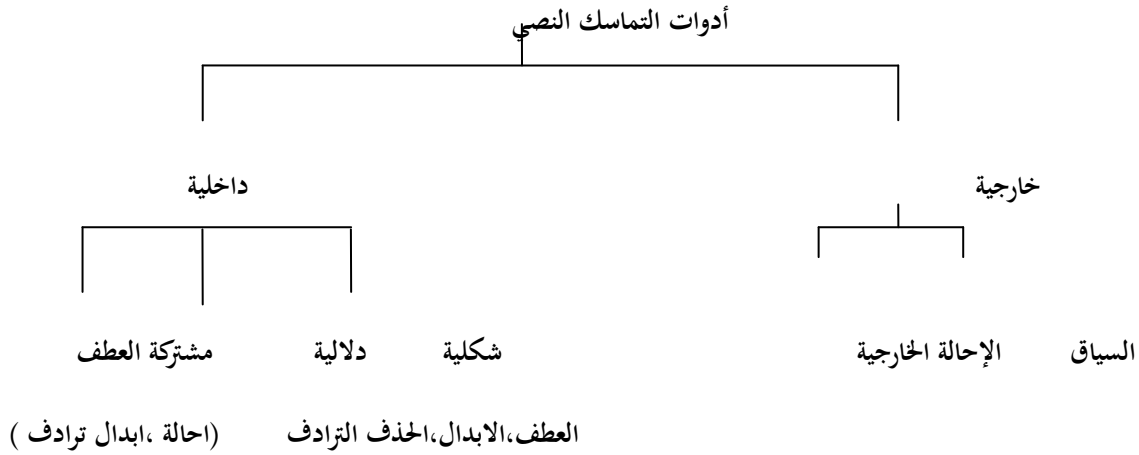 أدوات التماسك النصي
خارجية داخلية
السياق الإحالة الخارجية شكلية دلالية مشتركة العطف
العطف،الابدال،الحذف الترادف (احالة ،ابدال ترادف )